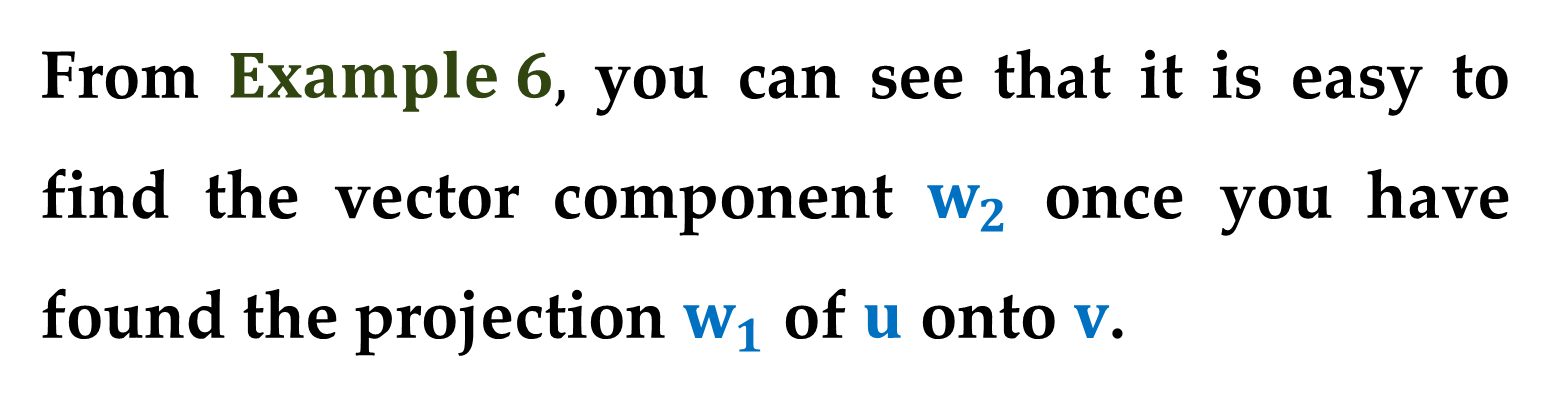 From Example 6, you can see that it is easy to
find the vector component w₂ once you have
found the projection w₁ of u onto v.